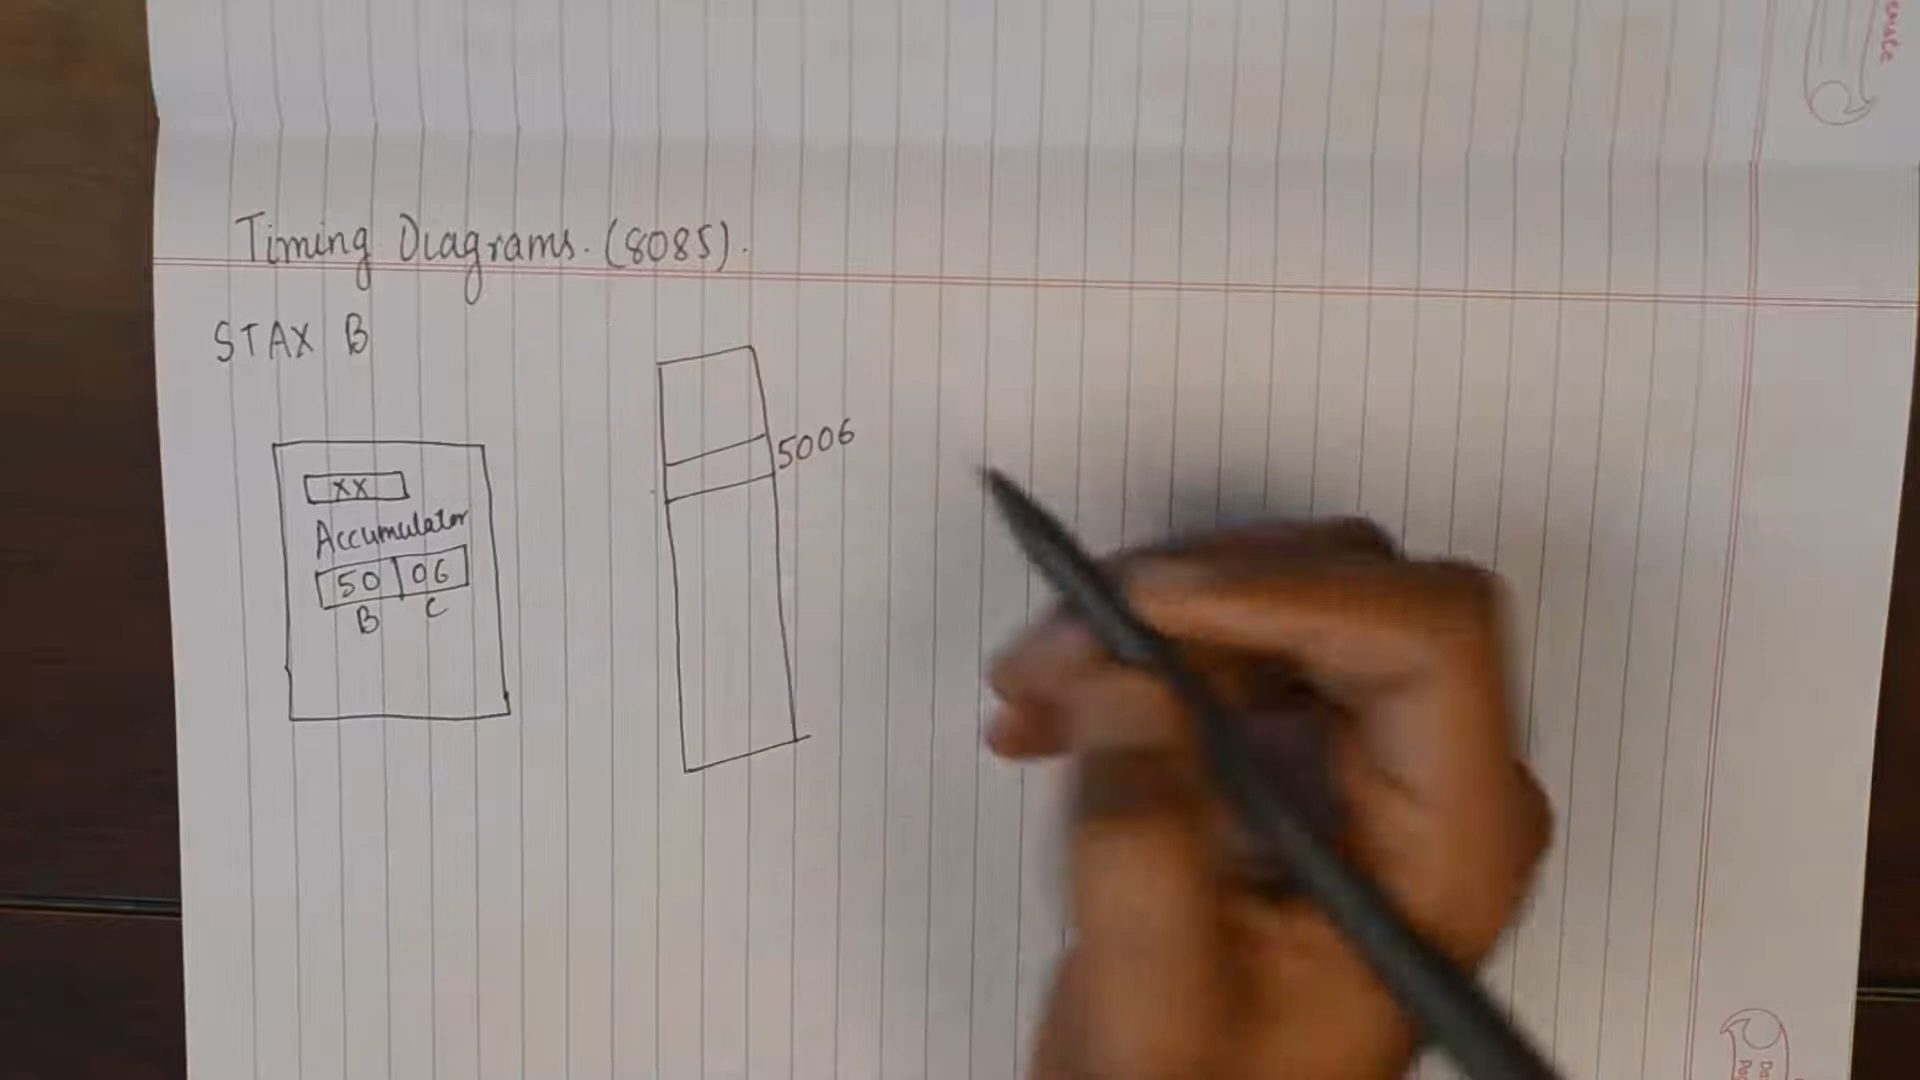 Timing Diagrams. (8085).
STAX B
5006
XX
Accumulator
50 06
B C